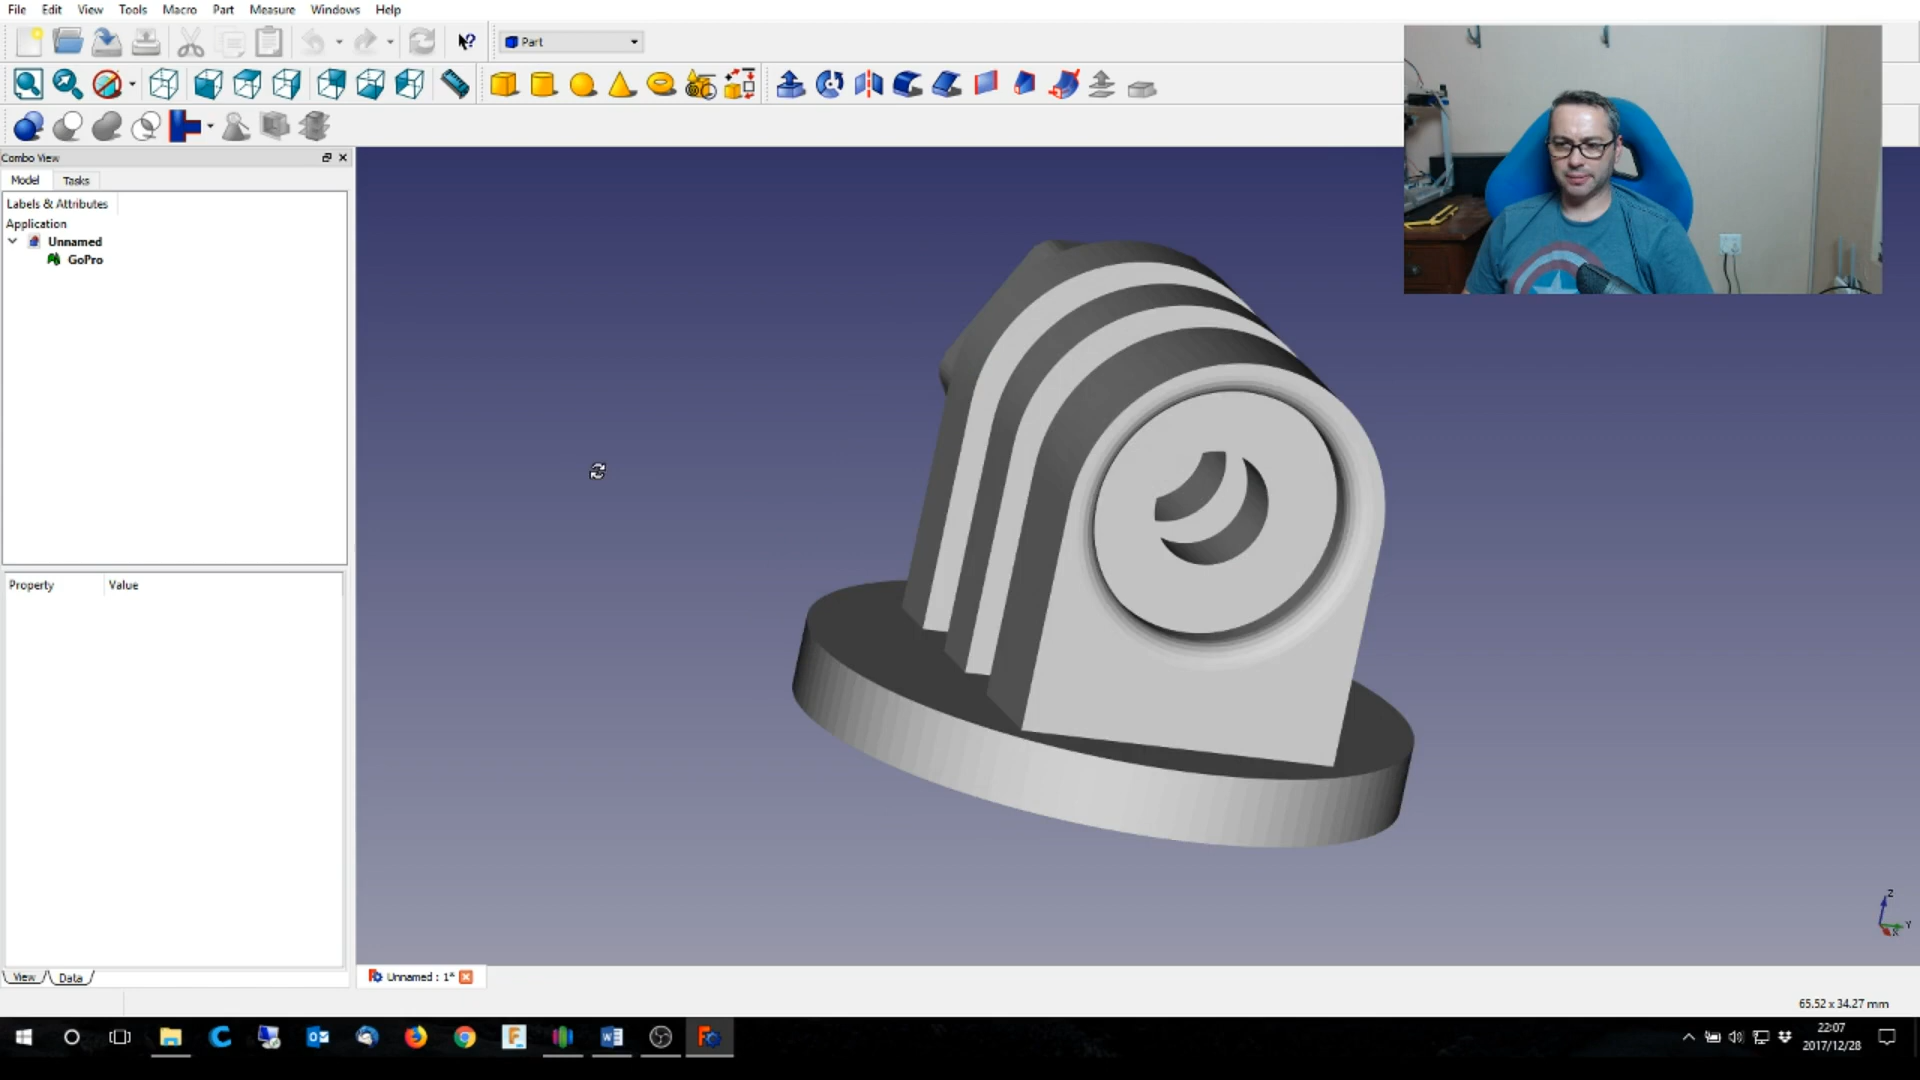 File Edit View Tools Macro Part Measure Windows Help
Part
Combo View
Model Tasks
Labels & Attributes
Application
Unnamed
GoPro
Property Value
View Data
Unnamed : 1*
65.52 x 34.27 mm
Z
Y
X
22:07
2017/12/28